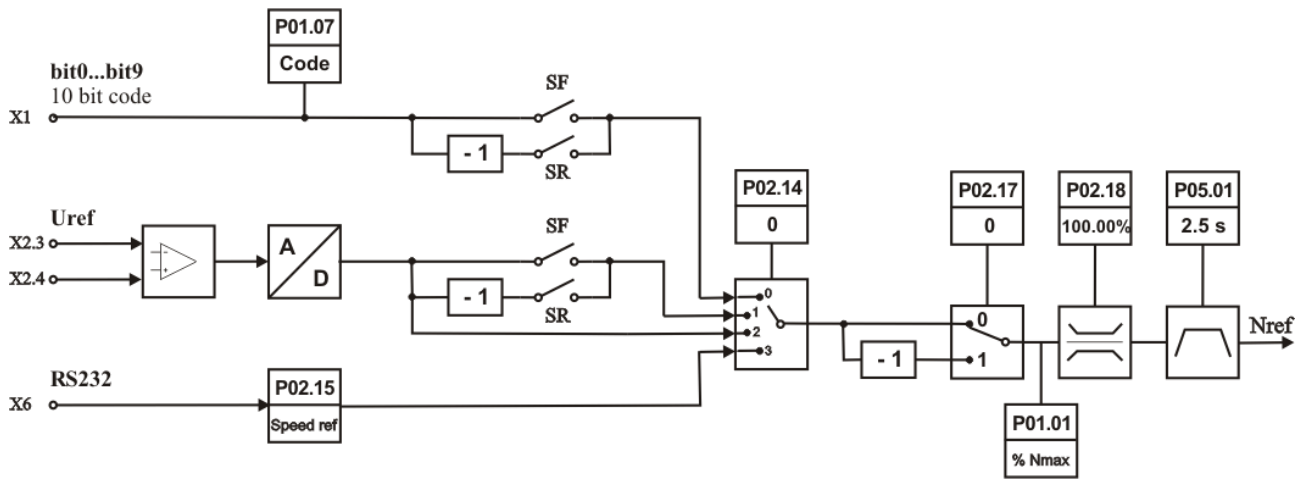 P01.07
Code
bit0...bit9
10 bit code
X1
SF
- 1
SR
Uref
X2.3
X2.4
A
D
SF
- 1
SR
P02.14
0
0
1
2
3
P02.17
0
0
1
- 1
P02.18
100.00%
P05.01
2.5 s
Nref
P01.01
% Nmax
RS232
X6
P02.15
Speed ref